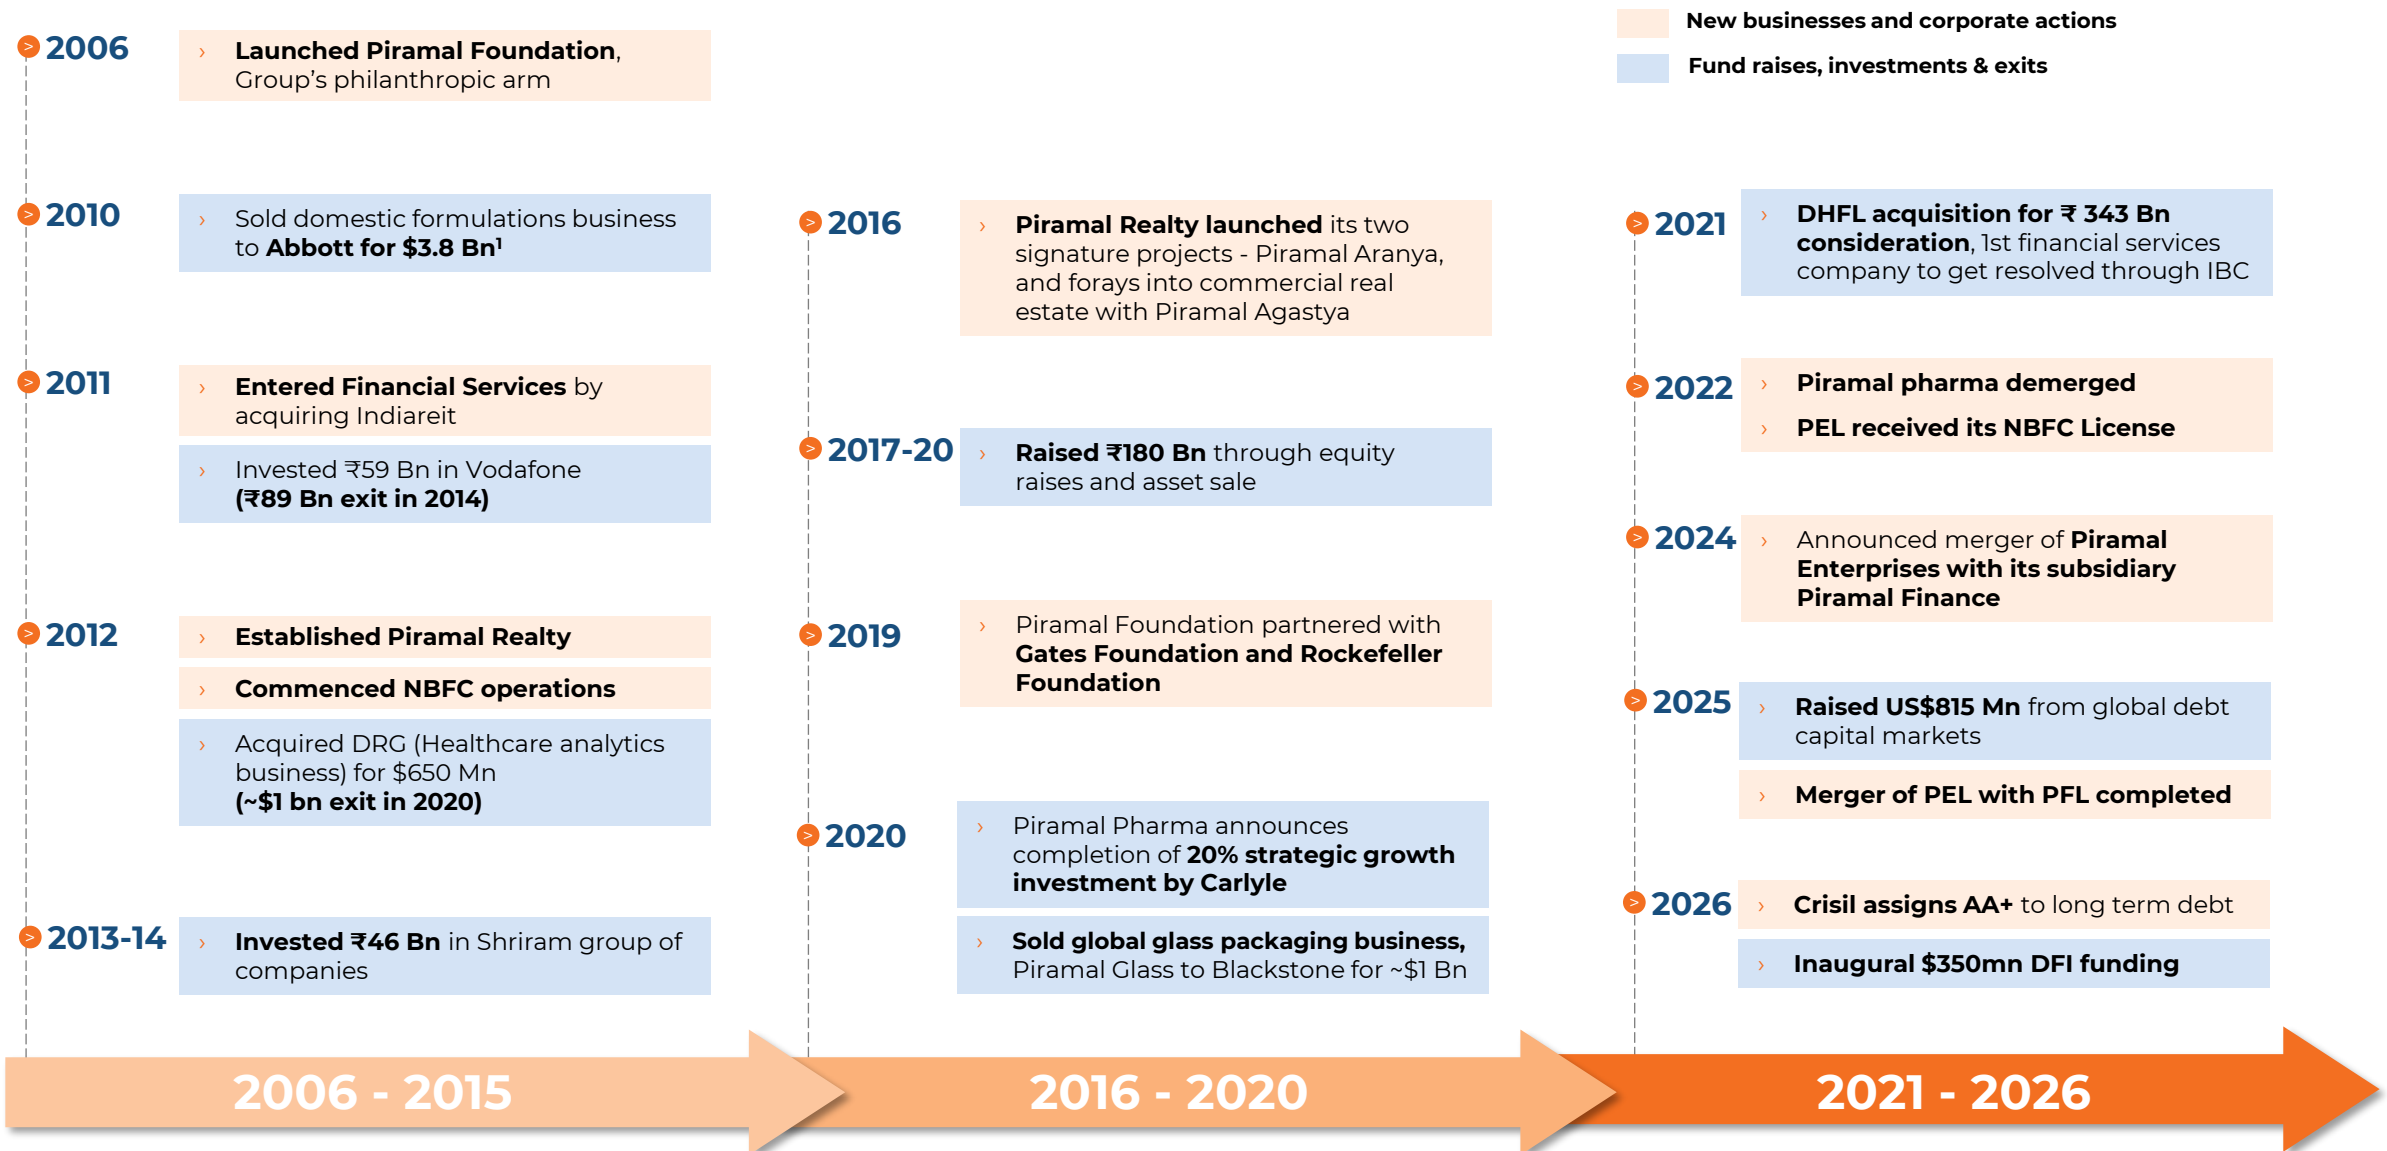 New businesses and corporate actions
Fund raises, investments & exits
2006
› Launched Piramal Foundation,
Group’s philanthropic arm
2010
› Sold domestic formulations business
to Abbott for $3.8 Bn¹
2011
› Entered Financial Services by
acquiring Indiareit
› Invested ₹59 Bn in Vodafone
(₹89 Bn exit in 2014)
2012
› Established Piramal Realty
› Commenced NBFC operations
› Acquired DRG (Healthcare analytics
business) for $650 Mn
(~$1 bn exit in 2020)
2013-14
› Invested ₹46 Bn in Shriram group of
companies
2016
› Piramal Realty launched its two
signature projects - Piramal Aranya,
and forays into commercial real
estate with Piramal Agastya
2017-20
› Raised ₹180 Bn through equity
raises and asset sale
2019
› Piramal Foundation partnered with
Gates Foundation and Rockefeller
Foundation
2020
› Piramal Pharma announces
completion of 20% strategic growth
investment by Carlyle
› Sold global glass packaging business,
Piramal Glass to Blackstone for ~$1 Bn
2021
› DHFL acquisition for ₹ 343 Bn
consideration, 1st financial services
company to get resolved through IBC
2022
› Piramal pharma demerged
› PEL received its NBFC License
2024
› Announced merger of Piramal
Enterprises with its subsidiary
Piramal Finance
2025
› Raised US$815 Mn from global debt
capital markets
› Merger of PEL with PFL completed
2026
› Crisil assigns AA+ to long term debt
› Inaugural $350mn DFI funding
2006 - 2015
2016 - 2020
2021 - 2026